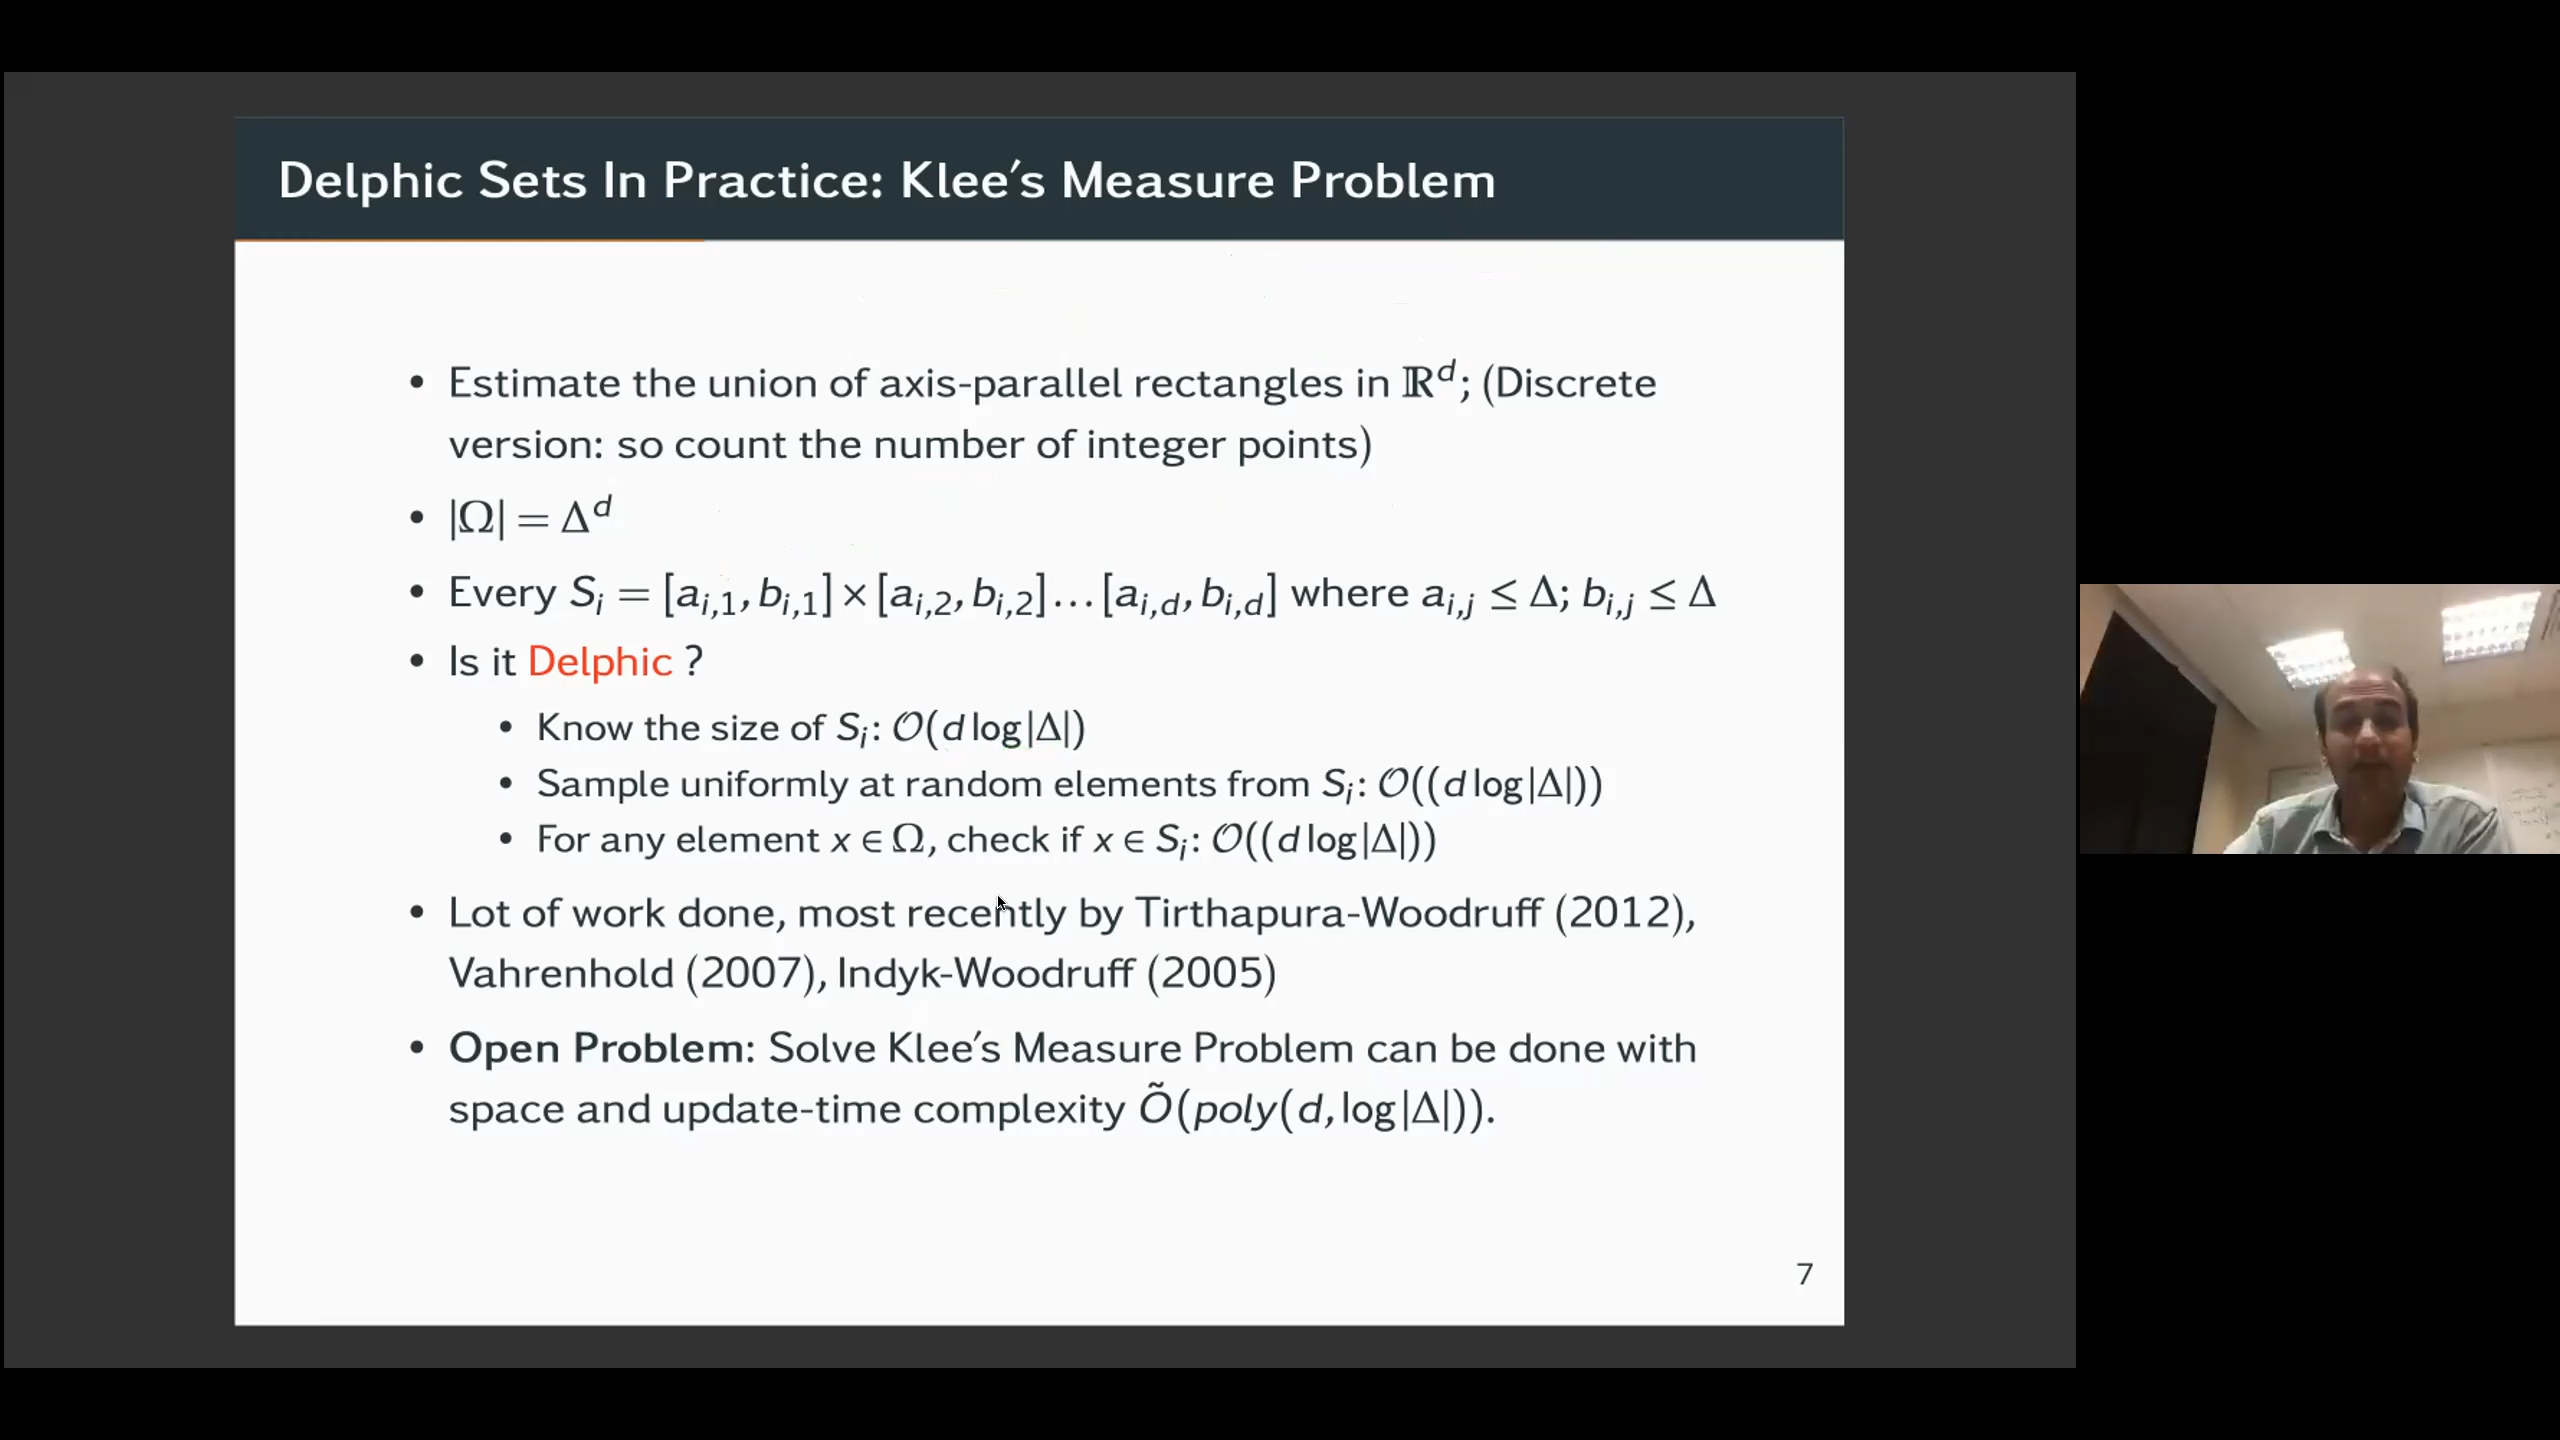 Delphic Sets In Practice: Klee's Measure Problem
• Estimate the union of axis-parallel rectangles in ℝ^d; (Discrete
version: so count the number of integer points)
• |Ω| = Δ^d
• Every S_i = [a_{i,1}, b_{i,1}] × [a_{i,2}, b_{i,2}] … [a_{i,d}, b_{i,d}] where a_{i,j} ≤ Δ; b_{i,j} ≤ Δ
• Is it Delphic ?
• Know the size of S_i: 𝒪(d log|Δ|)
• Sample uniformly at random elements from S_i: 𝒪((d log|Δ|))
• For any element x ∈ Ω, check if x ∈ S_i: 𝒪((d log|Δ|))
• Lot of work done, most recently by Tirthapura-Woodruff (2012),
Vahrenhold (2007), Indyk-Woodruff (2005)
• Open Problem: Solve Klee's Measure Problem can be done with
space and update-time complexity Õ(poly(d, log|Δ|)).
7